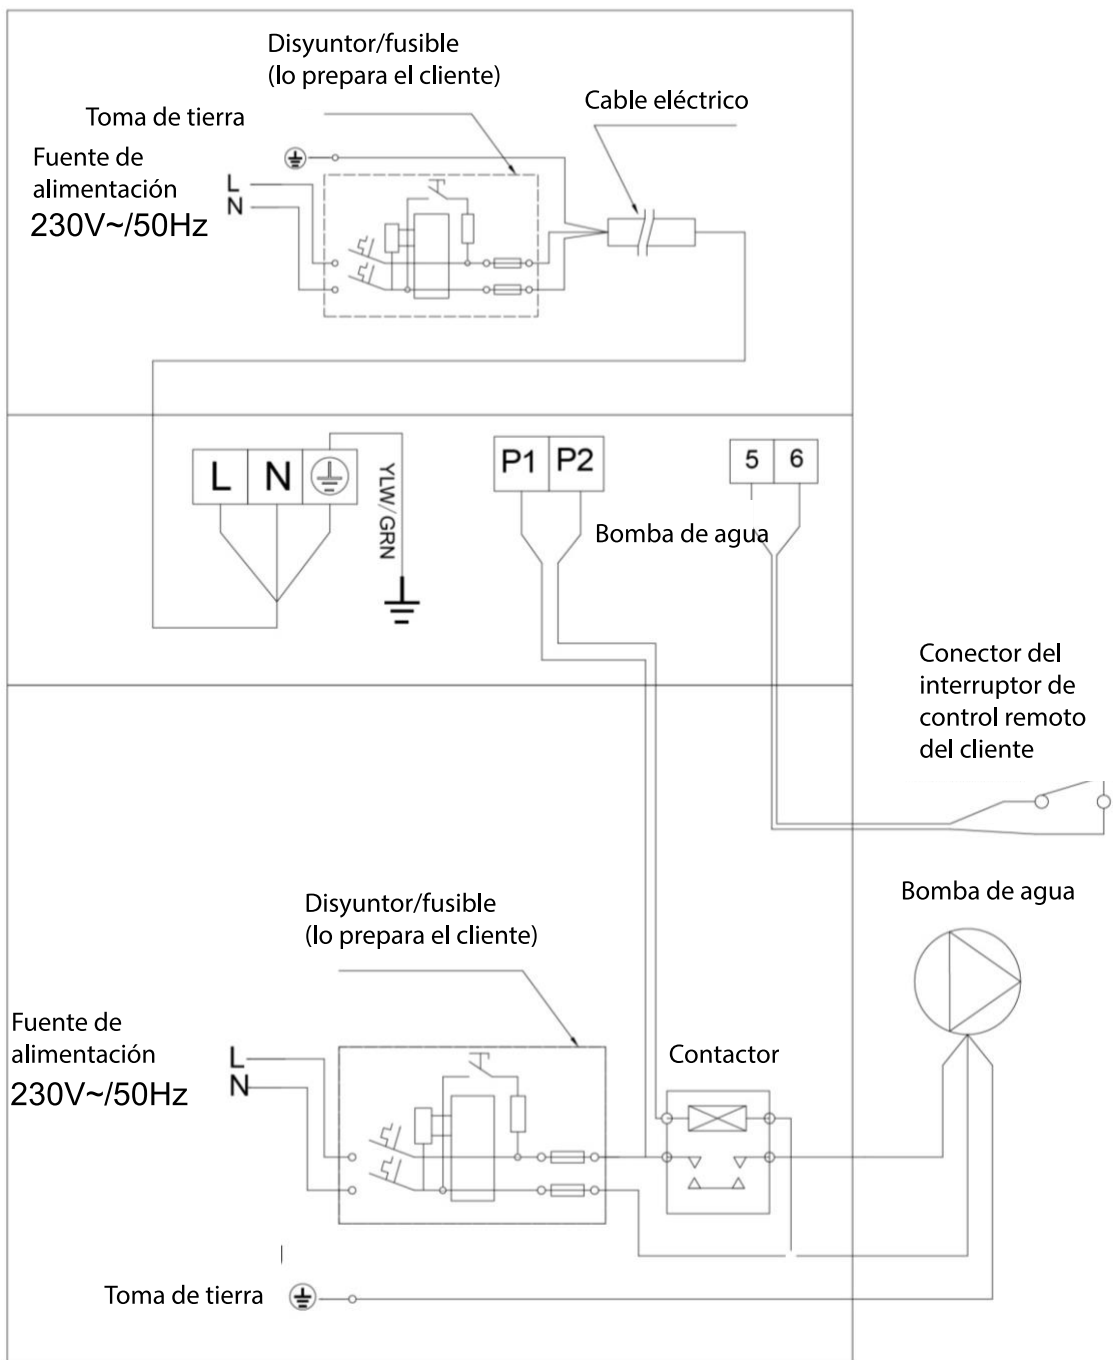 Disyuntor/fusible
(lo prepara el cliente)
Cable eléctrico
Toma de tierra
Fuente de
alimentación
230V~/50Hz
L
N
L N
YLW/GRN
P1 P2
5 6
Bomba de agua
Conector del
interruptor de
control remoto
del cliente
Bomba de agua
Disyuntor/fusible
(lo prepara el cliente)
Fuente de
alimentación
230V~/50Hz
L
N
Contactor
Toma de tierra